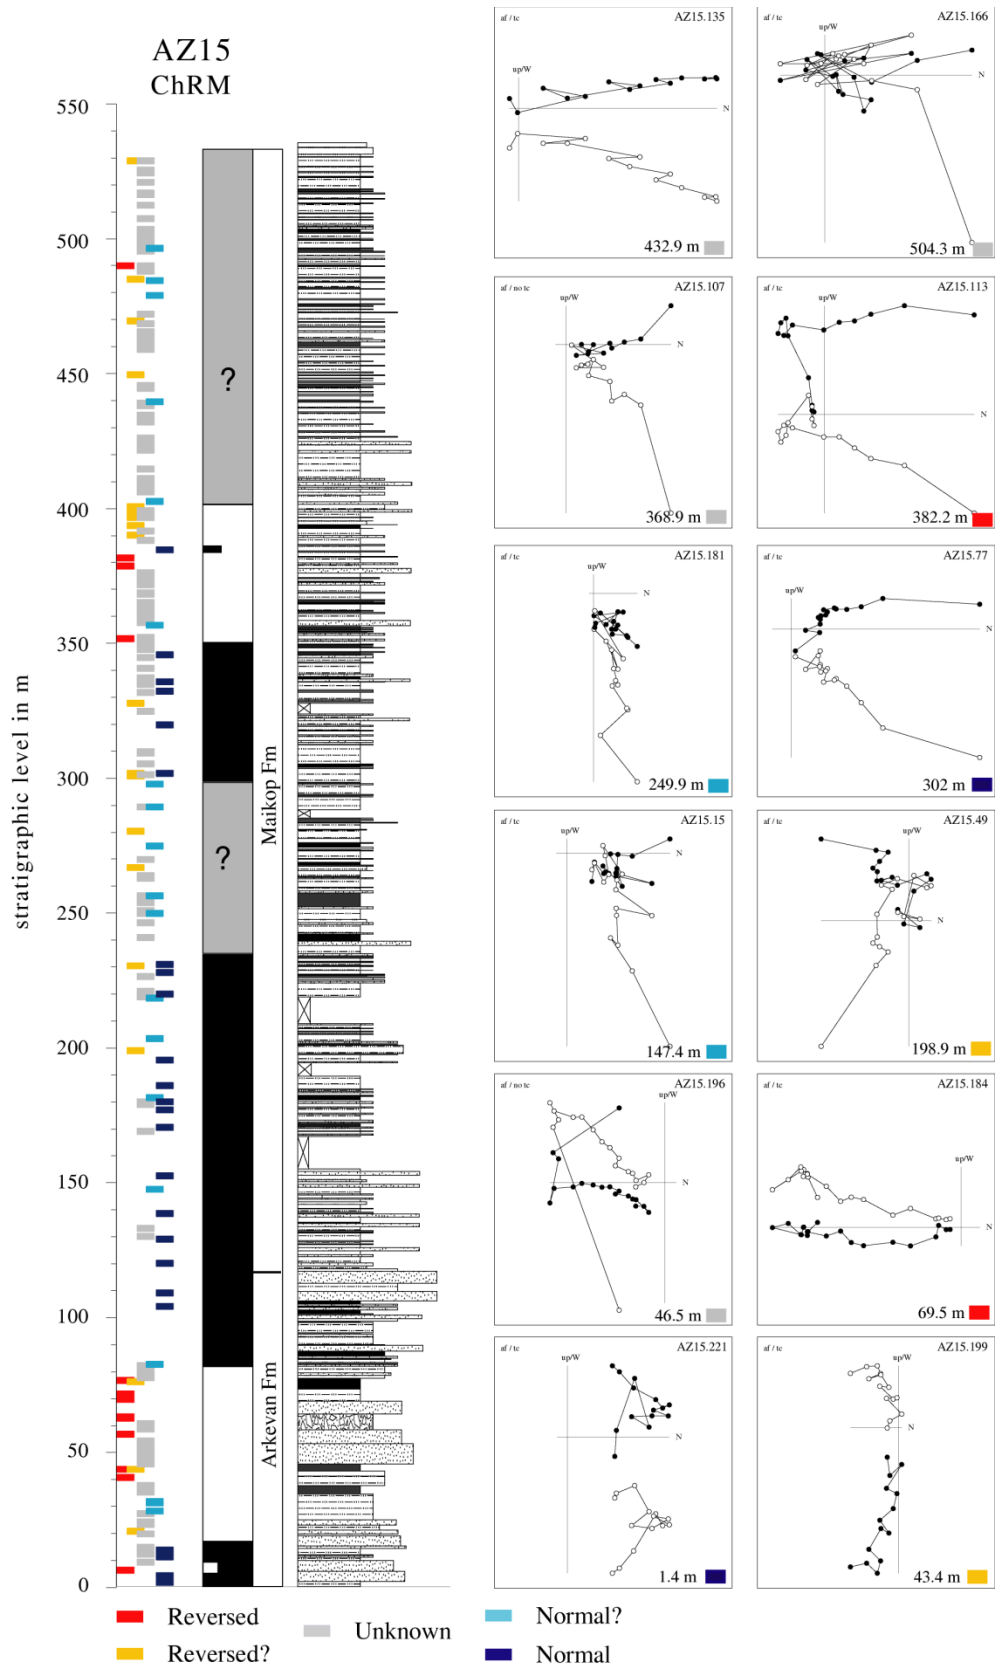 AZ15
ChRM
stratigraphic level in m
550
500
450
400
350
300
250
200
150
100
50
0
?
?
Maikop Fm
Arkevan Fm
af / tc
AZ15.135
up/W
N
432.9 m
af / tc
AZ15.166
up/W
N
504.3 m
af / no tc
AZ15.107
up/W
N
368.9 m
af / tc
AZ15.113
up/W
N
382.2 m
af / tc
AZ15.181
up/W
N
249.9 m
af / tc
AZ15.77
up/W
N
302 m
af / tc
AZ15.15
up/W
N
147.4 m
af / tc
AZ15.49
up/W
N
198.9 m
af / no tc
AZ15.196
up/W
N
46.5 m
af / tc
AZ15.184
up/W
N
69.5 m
af / tc
AZ15.221
up/W
N
1.4 m
af / tc
AZ15.199
up/W
N
43.4 m
Reversed
Reversed?
Unknown
Normal?
Normal